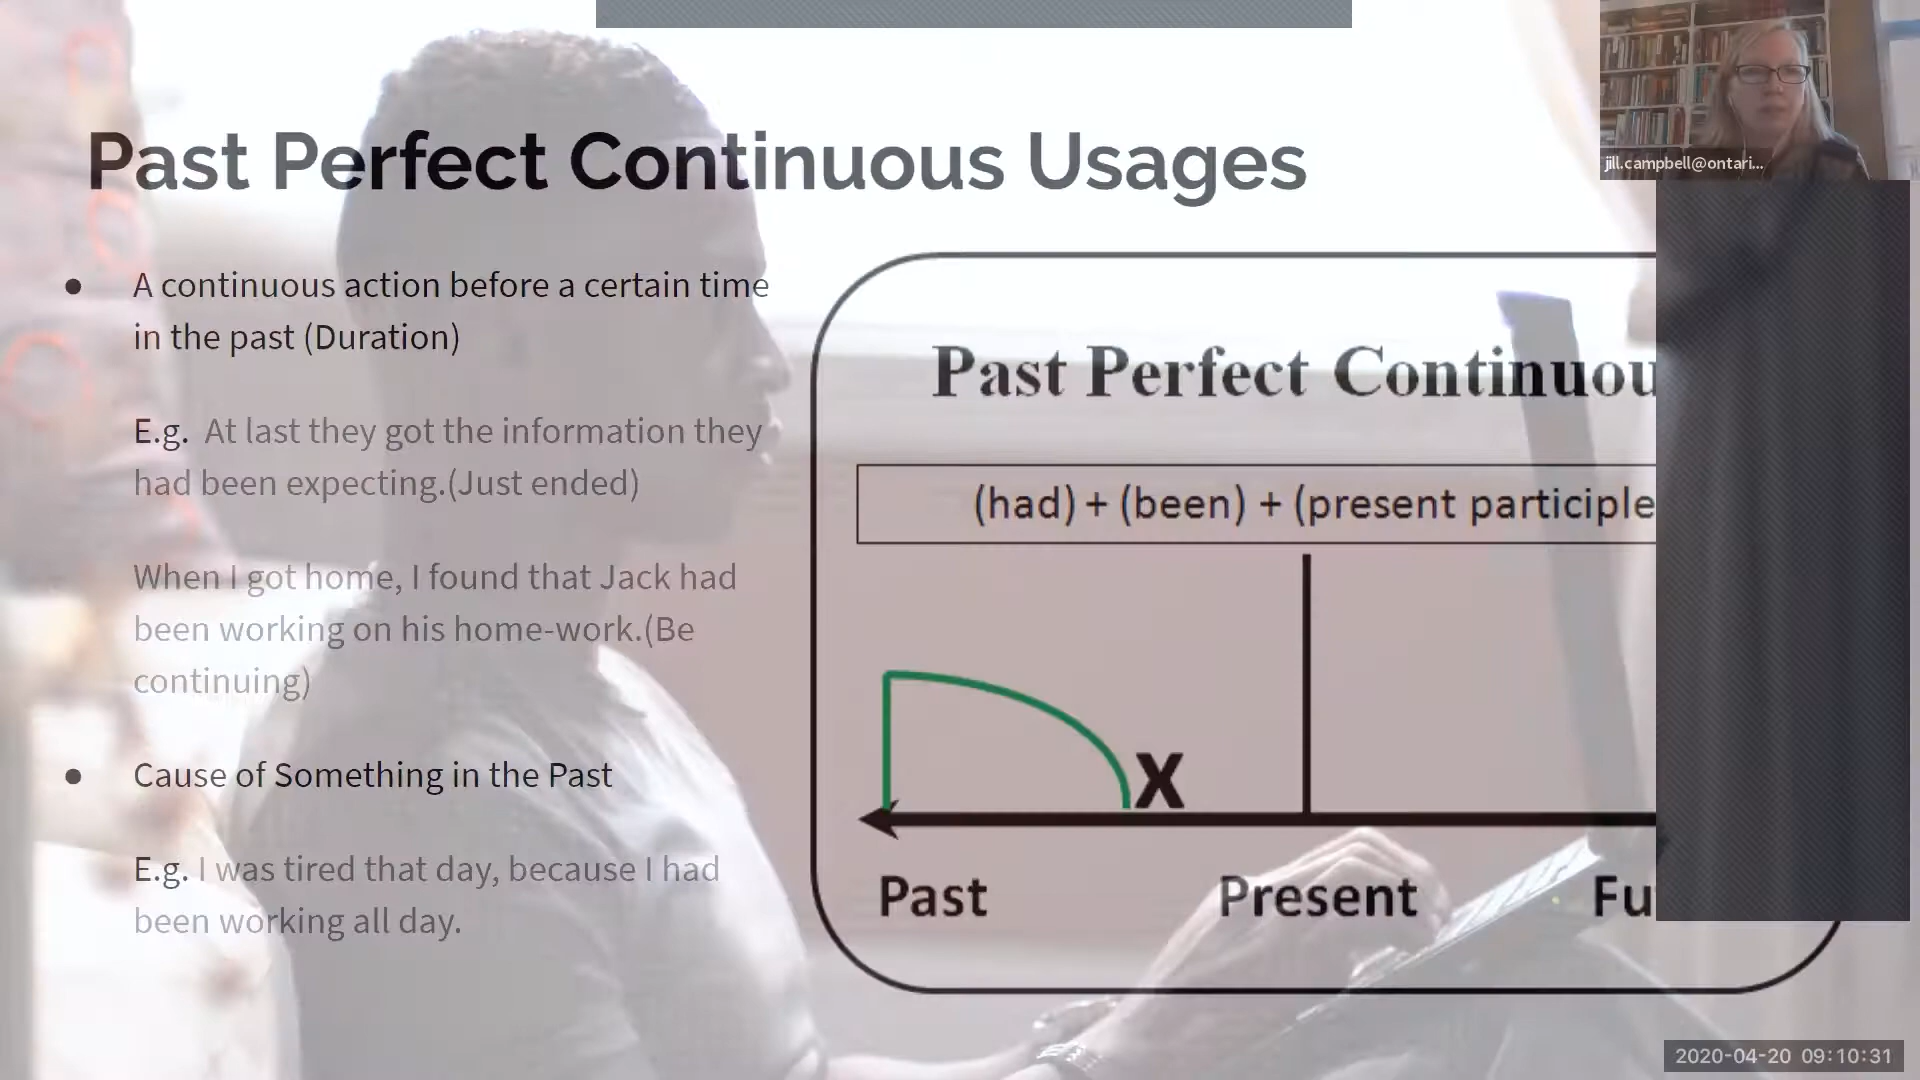 Past Perfect Continuous Usages
jill.campbell@ontari...
● A continuous action before a certain time
in the past (Duration)
E.g. At last they got the information they
had been expecting.(Just ended)
When I got home, I found that Jack had
been working on his home-work.(Be
continuing)
● Cause of Something in the Past
E.g. I was tired that day, because I had
been working all day.
Past Perfect Continuou
(had) + (been) + (present participle
X
Past Present Fu
2020-04-20 09:10:31